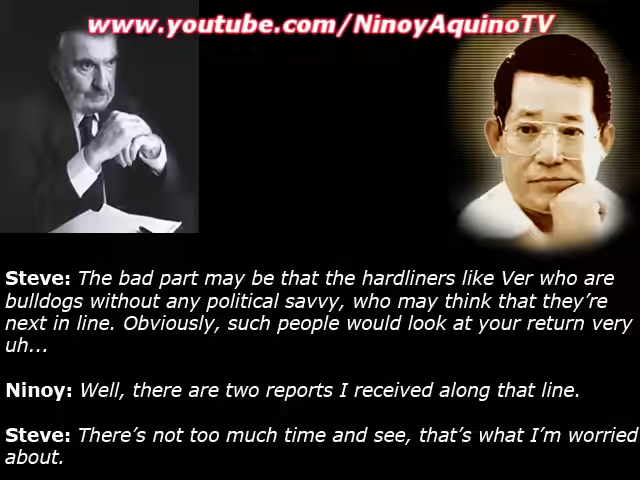 www.youtube.com/NinoyAquinoTV
Steve: The bad part may be that the hardliners like Ver who are
bulldogs without any political savvy, who may think that they're
next in line. Obviously, such people would look at your return very
uh...
Ninoy: Well, there are two reports I received along that line.
Steve: There's not too much time and see, that's what I'm worried
about.